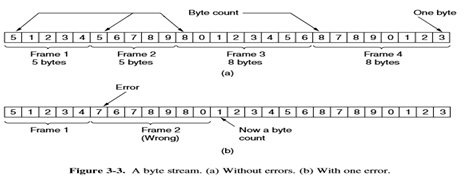 Byte count One byte
5 1 2 3 4 5 6 7 8 9 8 0 1 2 3 4 5 6 8 7 8 9 0 1 2 3
Frame 1 Frame 2 Frame 3 Frame 4
5 bytes 5 bytes 8 bytes 8 bytes
(a)
Error
5 1 2 3 4 7 6 7 8 9 8 0 1 2 3 4 5 6 8 7 8 9 0 1 2 3
Frame 1 Frame 2 Now a byte
(Wrong) count
(b)
Figure 3-3. A byte stream. (a) Without errors. (b) With one error.